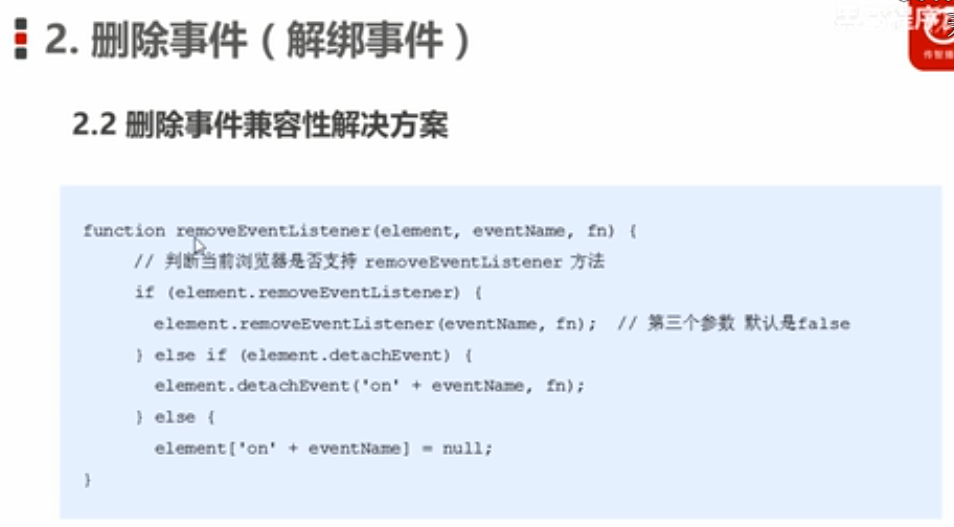 2. 删除事件（解绑事件）
2.2 删除事件兼容性解决方案
function removeEventListener(element, eventName, fn) {
// 判断当前浏览器是否支持 removeEventListener 方法
if (element.removeEventListener) {
element.removeEventListener(eventName, fn); // 第三个参数 默认是false
} else if (element.detachEvent) {
element.detachEvent('on' + eventName, fn);
} else {
element['on' + eventName] = null;
}